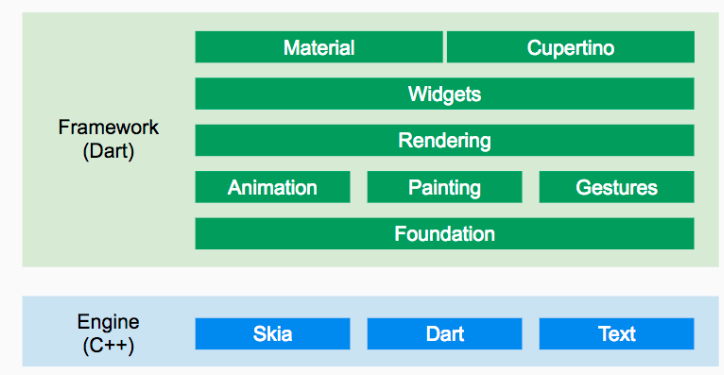 Material
Cupertino
Widgets
Framework
(Dart)
Rendering
Animation
Painting
Gestures
Foundation
Engine
(C++)
Skia
Dart
Text